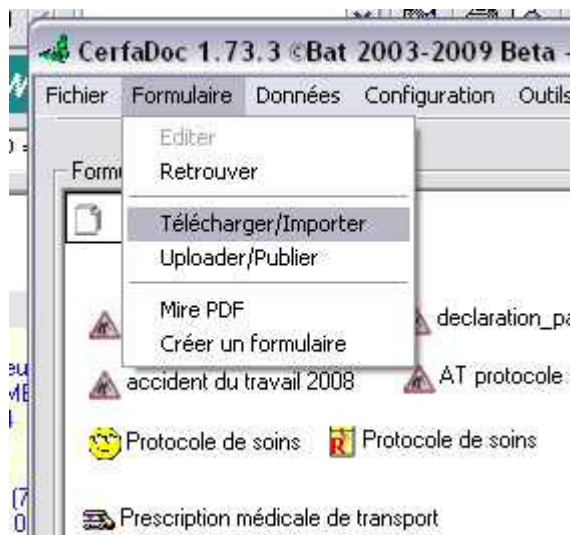 CerfaDoc 1.73.3 ©Bat 2003-2009 Beta -
Fichier Formulaire Données Configuration Outils
Editer
Retrouver
Télécharger/Importer
Uploader/Publier
Mire PDF
Créer un formulaire
Formu
declaration_pa
accident du travail 2008
AT protocole
Protocole de soins
Protocole de soins
Prescription médicale de transport